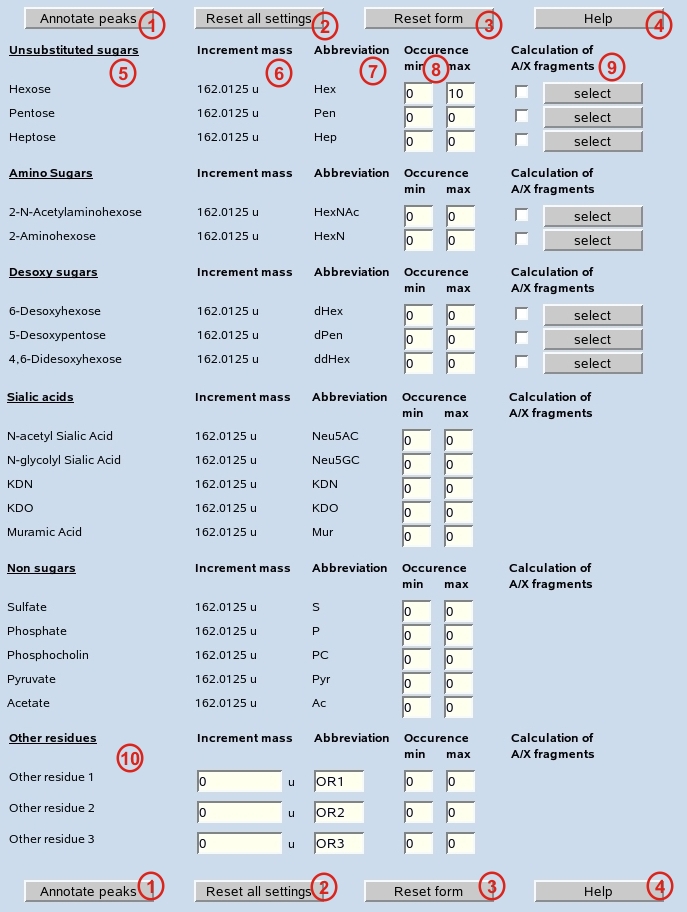 Annotate peaks 1 Reset all settings 2 Reset form 3 Help 4
Unsubstituted sugars Increment mass Abbreviation Occurence Calculation of
5 6 7 min 8 max A/X fragments 9
Hexose 162.0125 u Hex 0 10 select
Pentose 162.0125 u Pen 0 0 select
Heptose 162.0125 u Hep 0 0 select
Amino Sugars Increment mass Abbreviation Occurence Calculation of
min max A/X fragments
2-N-Acetylaminohexose 162.0125 u HexNAc 0 0 select
2-Aminohexose 162.0125 u HexN 0 0 select
Desoxy sugars Increment mass Abbreviation Occurence Calculation of
min max A/X fragments
6-Desoxyhexose 162.0125 u dHex 0 0 select
5-Desoxypentose 162.0125 u dPen 0 0 select
4,6-Didesoxyhexose 162.0125 u ddHex 0 0 select
Sialic acids Increment mass Abbreviation Occurence Calculation of
min max A/X fragments
N-acetyl Sialic Acid 162.0125 u Neu5AC 0 0
N-glycolyl Sialic Acid 162.0125 u Neu5GC 0 0
KDN 162.0125 u KDN 0 0
KDO 162.0125 u KDO 0 0
Muramic Acid 162.0125 u Mur 0 0
Non sugars Increment mass Abbreviation Occurence Calculation of
min max A/X fragments
Sulfate 162.0125 u S 0 0
Phosphate 162.0125 u P 0 0
Phosphocholin 162.0125 u PC 0 0
Pyruvate 162.0125 u Pyr 0 0
Acetate 162.0125 u Ac 0 0
Other residues Increment mass Abbreviation Occurence Calculation of
10 min max A/X fragments
Other residue 1 0 u OR1 0 0
Other residue 2 0 u OR2 0 0
Other residue 3 0 u OR3 0 0
Annotate peaks 1 Reset all settings 2 Reset form 3 Help 4